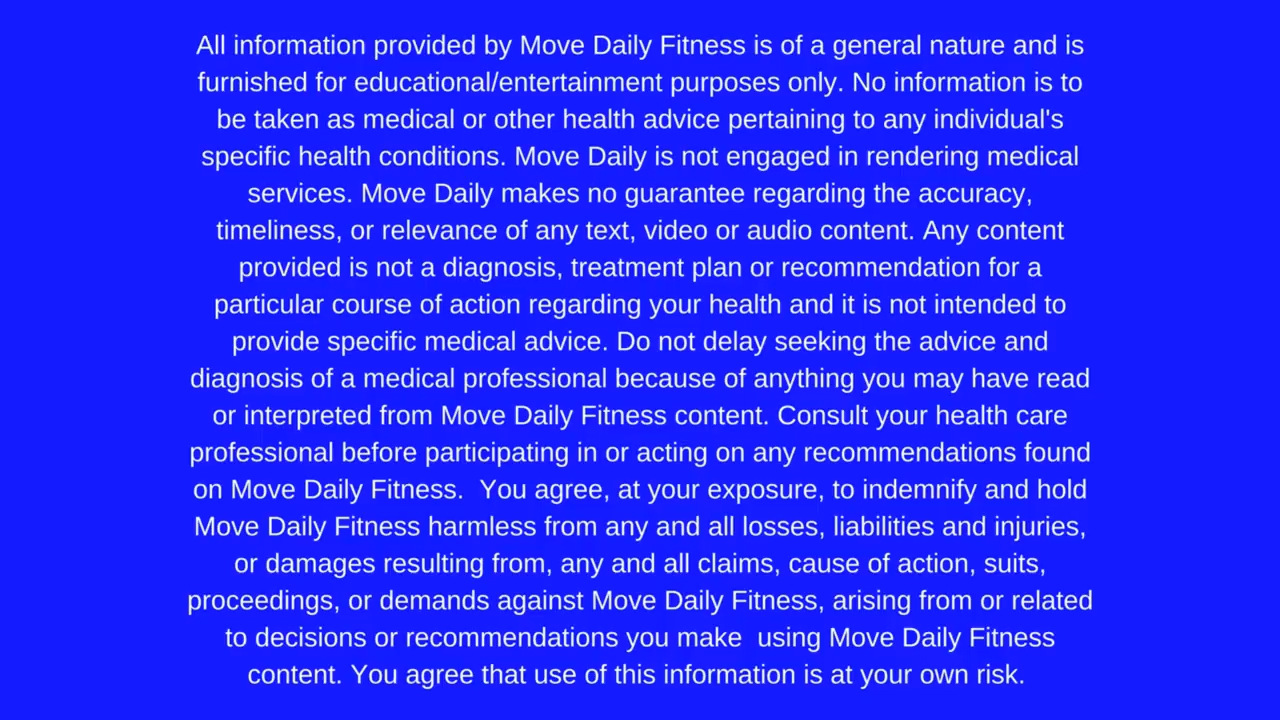 All information provided by Move Daily Fitness is of a general nature and is
furnished for educational/entertainment purposes only. No information is to
be taken as medical or other health advice pertaining to any individual's
specific health conditions. Move Daily is not engaged in rendering medical
services. Move Daily makes no guarantee regarding the accuracy,
timeliness, or relevance of any text, video or audio content. Any content
provided is not a diagnosis, treatment plan or recommendation for a
particular course of action regarding your health and it is not intended to
provide specific medical advice. Do not delay seeking the advice and
diagnosis of a medical professional because of anything you may have read
or interpreted from Move Daily Fitness content. Consult your health care
professional before participating in or acting on any recommendations found
on Move Daily Fitness.  You agree, at your exposure, to indemnify and hold
Move Daily Fitness harmless from any and all losses, liabilities and injuries,
or damages resulting from, any and all claims, cause of action, suits,
proceedings, or demands against Move Daily Fitness, arising from or related
to decisions or recommendations you make  using Move Daily Fitness
content. You agree that use of this information is at your own risk.